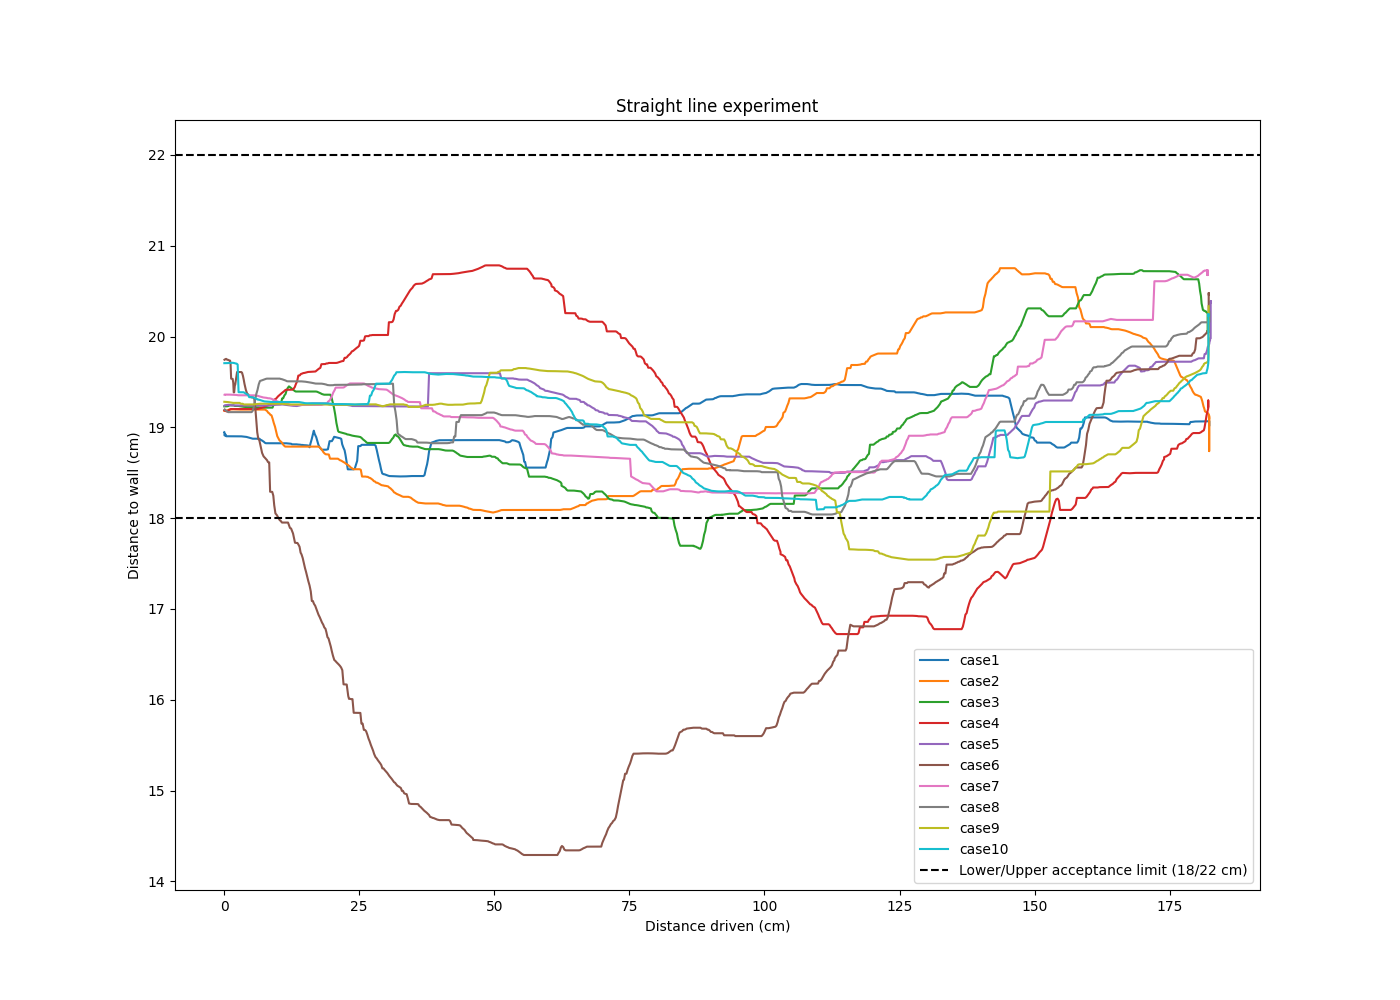 Straight line experiment
Distance to wall (cm)
22
21
20
19
18
17
16
15
14
0
25
50
75
100
125
150
175
Distance driven (cm)
case1
case2
case3
case4
case5
case6
case7
case8
case9
case10
Lower/Upper acceptance limit (18/22 cm)